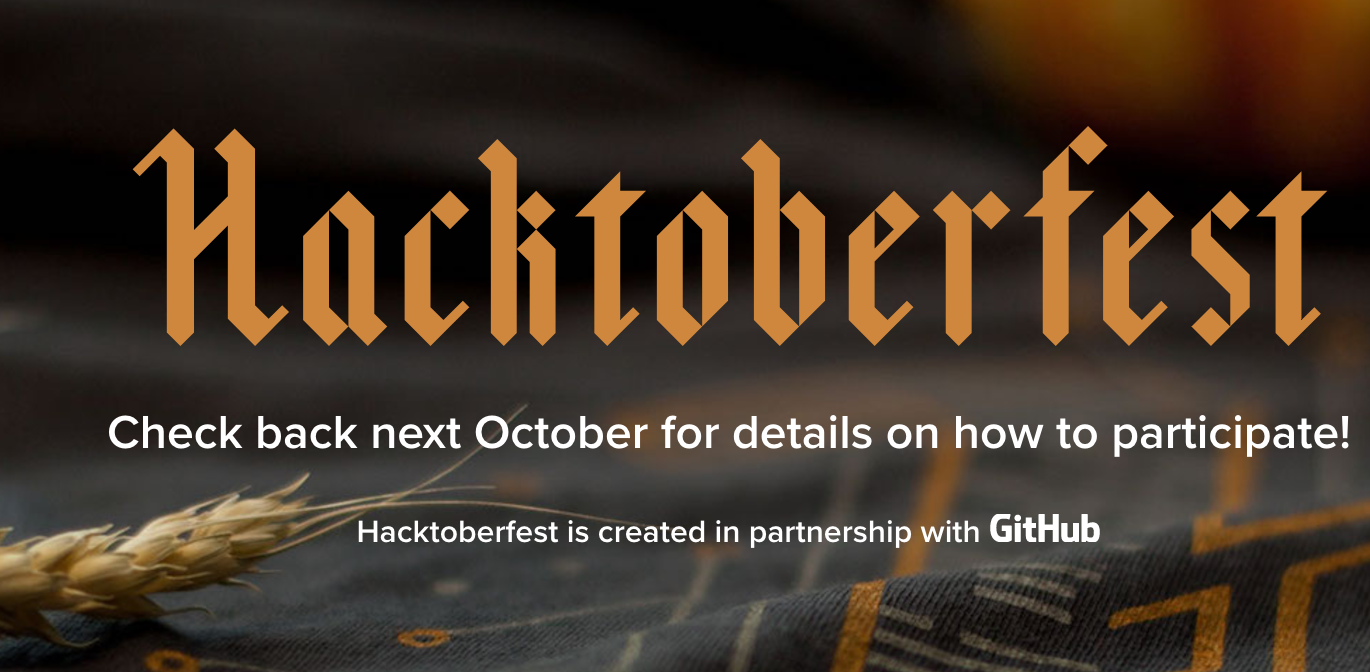 Hacktoberfest
Check back next October for details on how to participate!
Hacktoberfest is created in partnership with GitHub